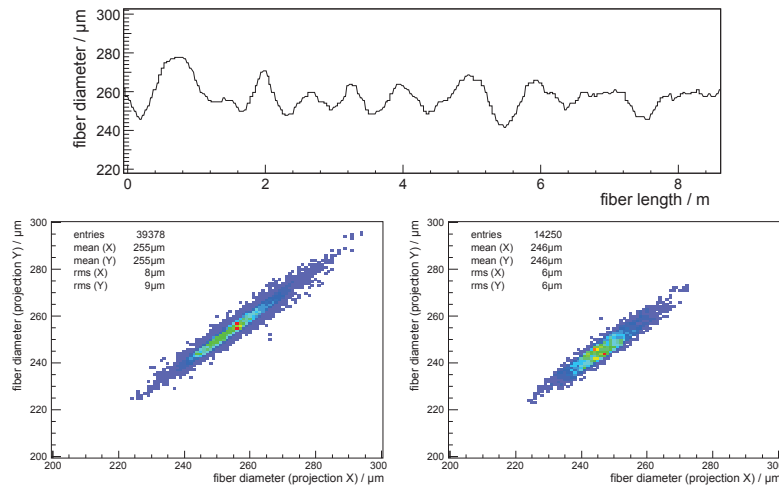 fiber diameter / µm
300
280
260
240
220
0
2
4
6
8
fiber length / m
fiber diameter (projection Y) / µm
300
280
260
240
220
200
entries 39378
mean (X) 255µm
mean (Y) 255µm
rms (X) 8µm
rms (Y) 9µm
200 220 240 260 280 300
fiber diameter (projection X) / µm
fiber diameter (projection Y) / µm
300
280
260
240
220
200
entries 14250
mean (X) 246µm
mean (Y) 246µm
rms (X) 6µm
rms (Y) 6µm
200 220 240 260 280 300
fiber diameter (projection X) / µm